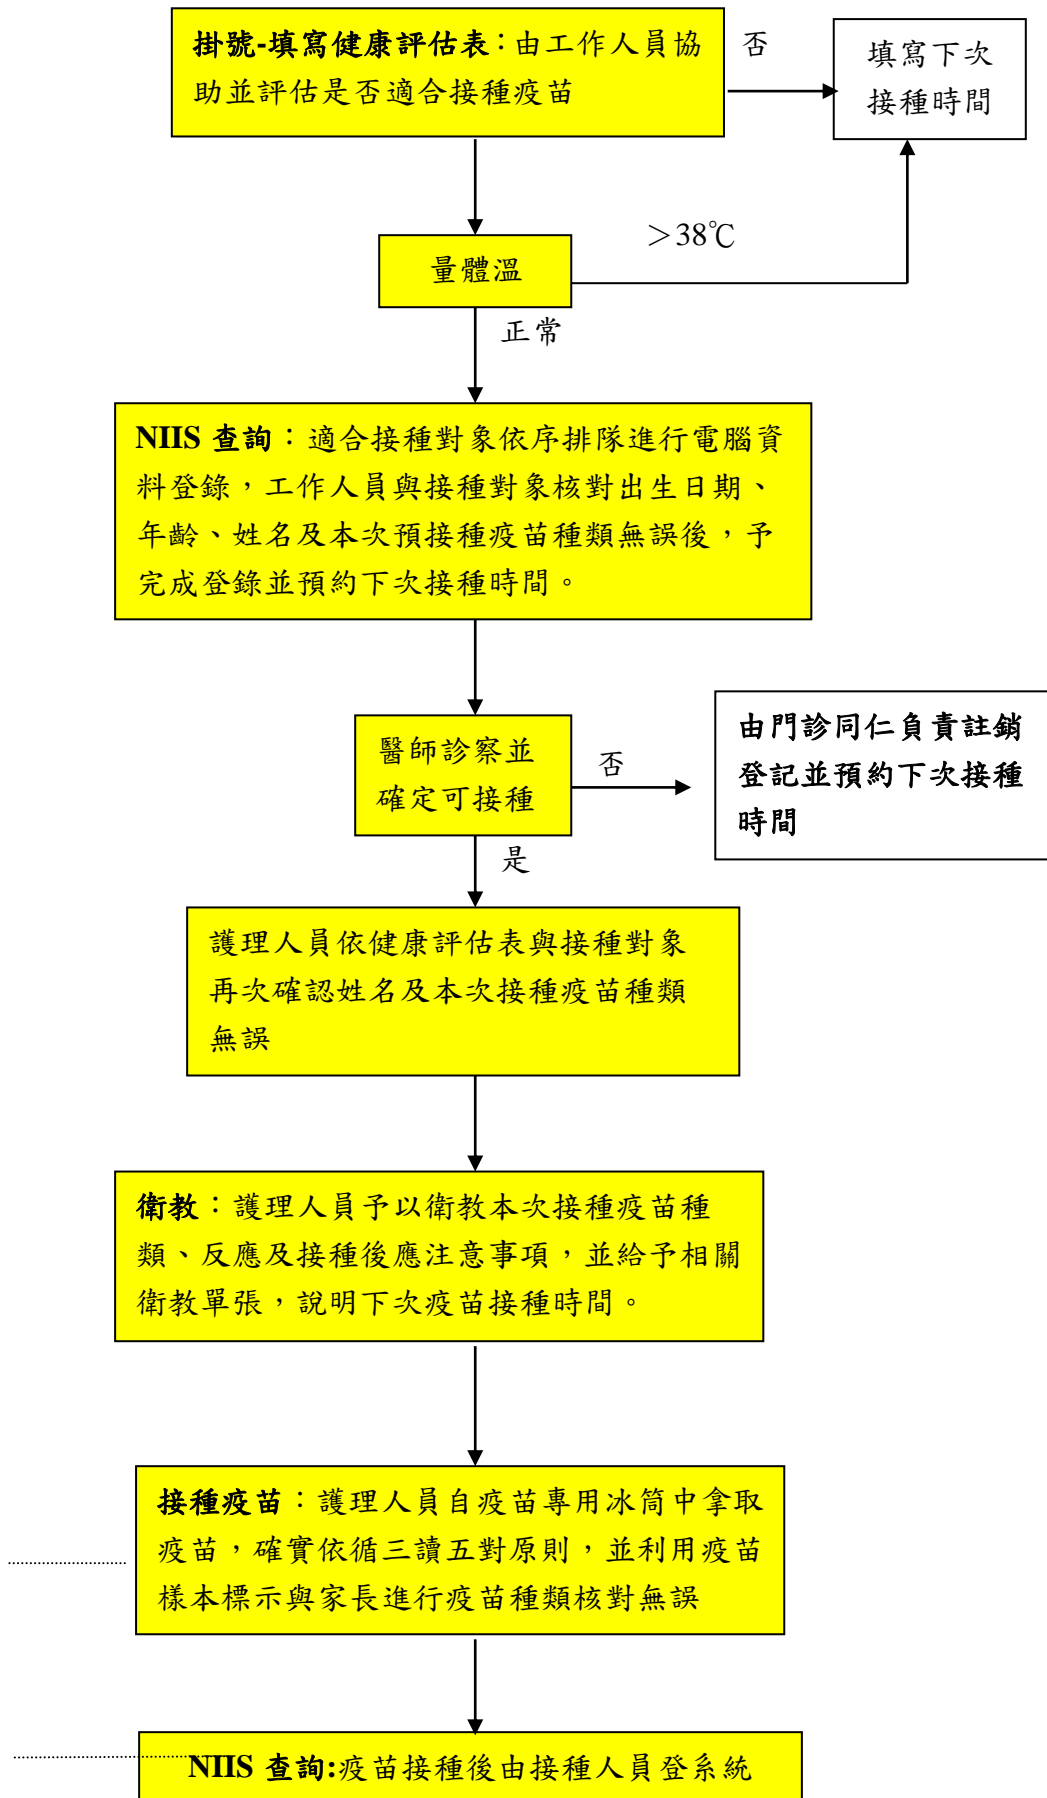 掛號-填寫健康評估表：由工作人員協
助並評估是否適合接種疫苗
否
填寫下次
接種時間
＞38℃
量體溫
正常
NIIS 查詢：適合接種對象依序排隊進行電腦資
料登錄，工作人員與接種對象核對出生日期、
年齡、姓名及本次預接種疫苗種類無誤後，予
完成登錄並預約下次接種時間。
醫師診察並
確定可接種
否
由門診同仁負責註銷
登記並預約下次接種
時間
是
護理人員依健康評估表與接種對象
再次確認姓名及本次接種疫苗種類
無誤
衛教：護理人員予以衛教本次接種疫苗種
類、反應及接種後應注意事項，並給予相關
衛教單張，說明下次疫苗接種時間。
接種疫苗：護理人員自疫苗專用冰筒中拿取
疫苗，確實依循三讀五對原則，並利用疫苗
樣本標示與家長進行疫苗種類核對無誤
NIIS 查詢:疫苗接種後由接種人員登系統